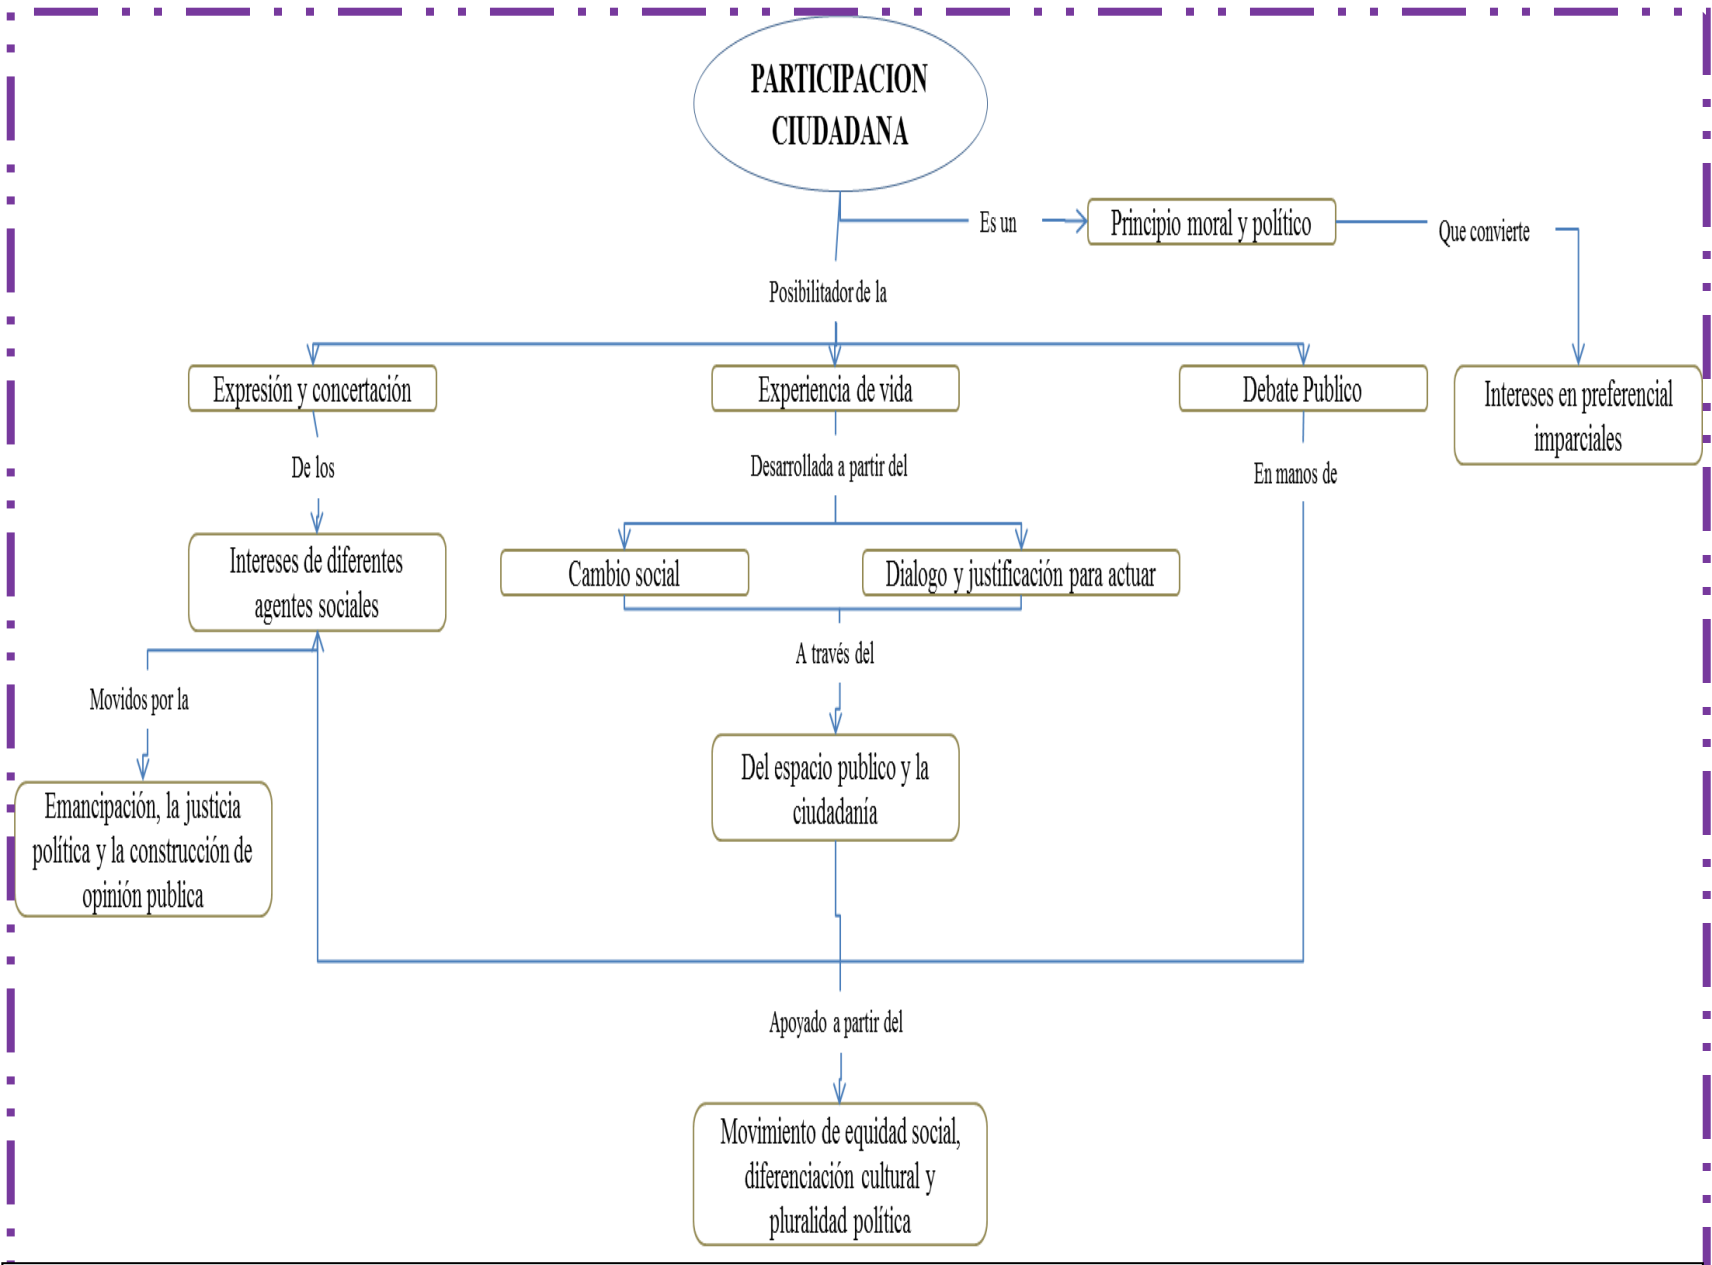 PARTICIPACION
CIUDADANA
Es un
Principio moral y político
Que convierte
Posibilitador de la
Expresión y concertación
Experiencia de vida
Debate Publico
Intereses en preferencial
imparciales
De los
Desarrollada a partir del
En manos de
Intereses de diferentes
agentes sociales
Cambio social
Dialogo y justificación para actuar
A través del
Movidos por la
Del espacio publico y la
ciudadanía
Emancipación, la justicia
política y la construcción de
opinión publica
Apoyado a partir del
Movimiento de equidad social,
diferenciación cultural y
pluralidad política